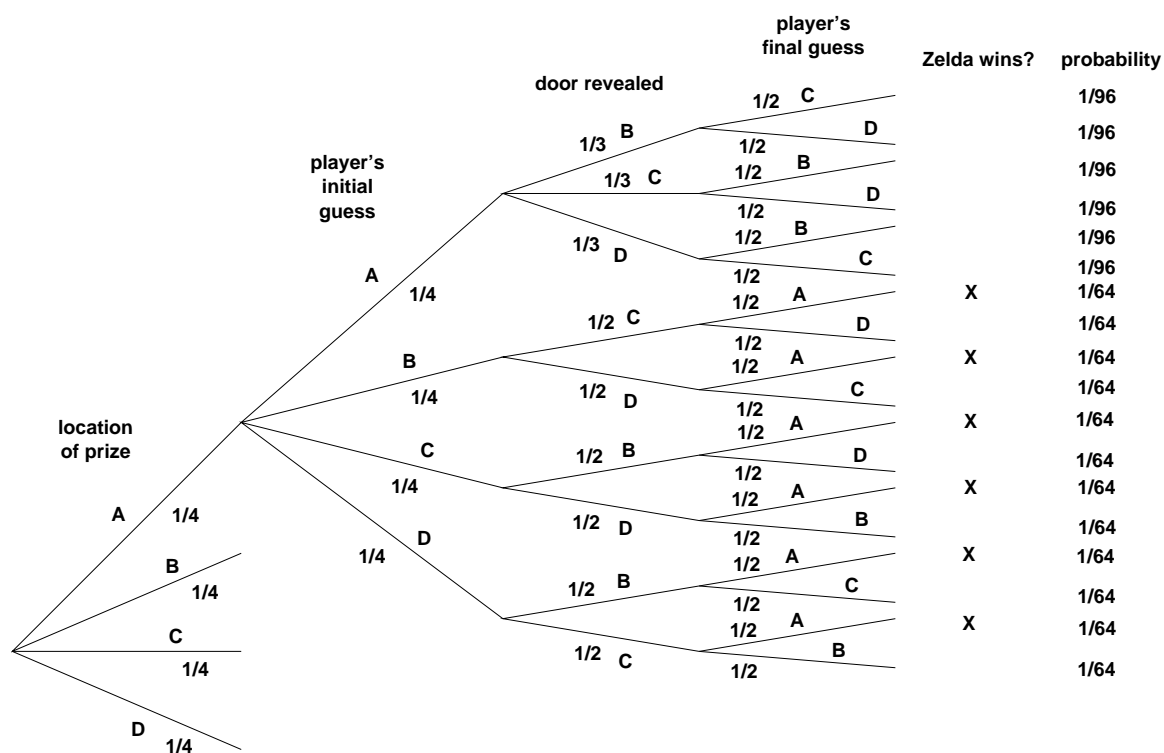 player's
final guess
Zelda wins?
probability
door revealed
1/2 C
1/96
B
D
1/96
1/3
1/2
player's
initial
guess
1/2 B
1/96
1/3 C
D
1/2
1/96
1/2 B
1/96
1/3 D
C
1/96
A
1/4
1/2
1/2 A
X
1/64
1/2 C
D
1/64
B
1/2
1/2 A
X
1/64
1/4
1/2 D
C
1/64
location
of prize
1/2
1/2 A
X
1/64
C
1/2 B
D
1/64
1/4
1/2
1/2 A
X
1/64
A
1/4
1/2 D
B
1/64
D
1/4
1/2
1/2 A
X
1/64
B
1/4
1/2 B
C
1/64
1/2
1/2 A
X
1/64
C
1/4
1/2 C
B
1/2
1/64
D
1/4